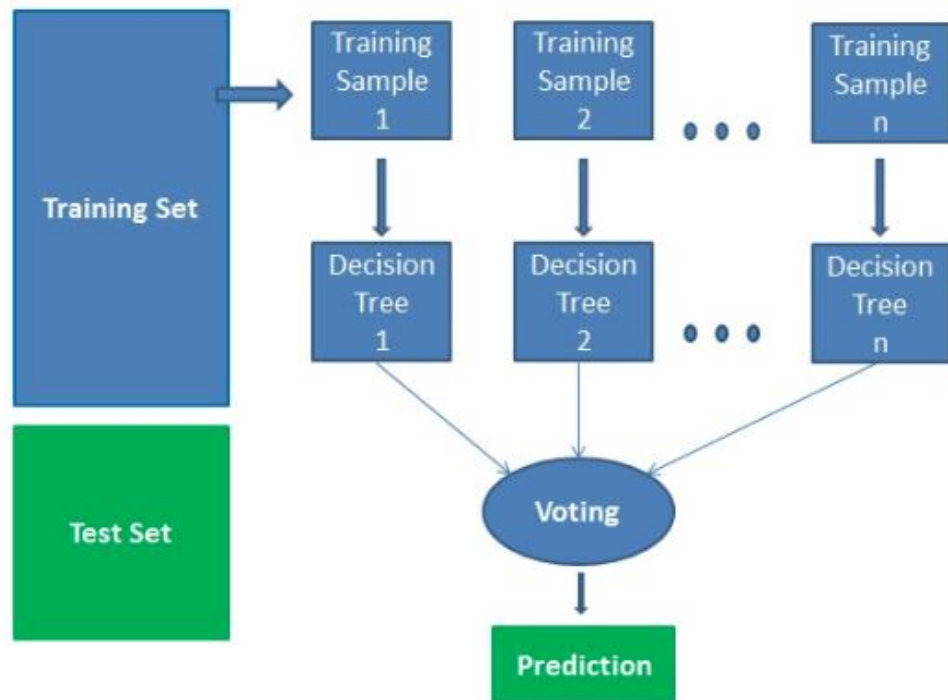 Training Set
Training
Sample
1
Training
Sample
2
Training
Sample
n
Decision
Tree
1
Decision
Tree
2
Decision
Tree
n
Test Set
Voting
Prediction